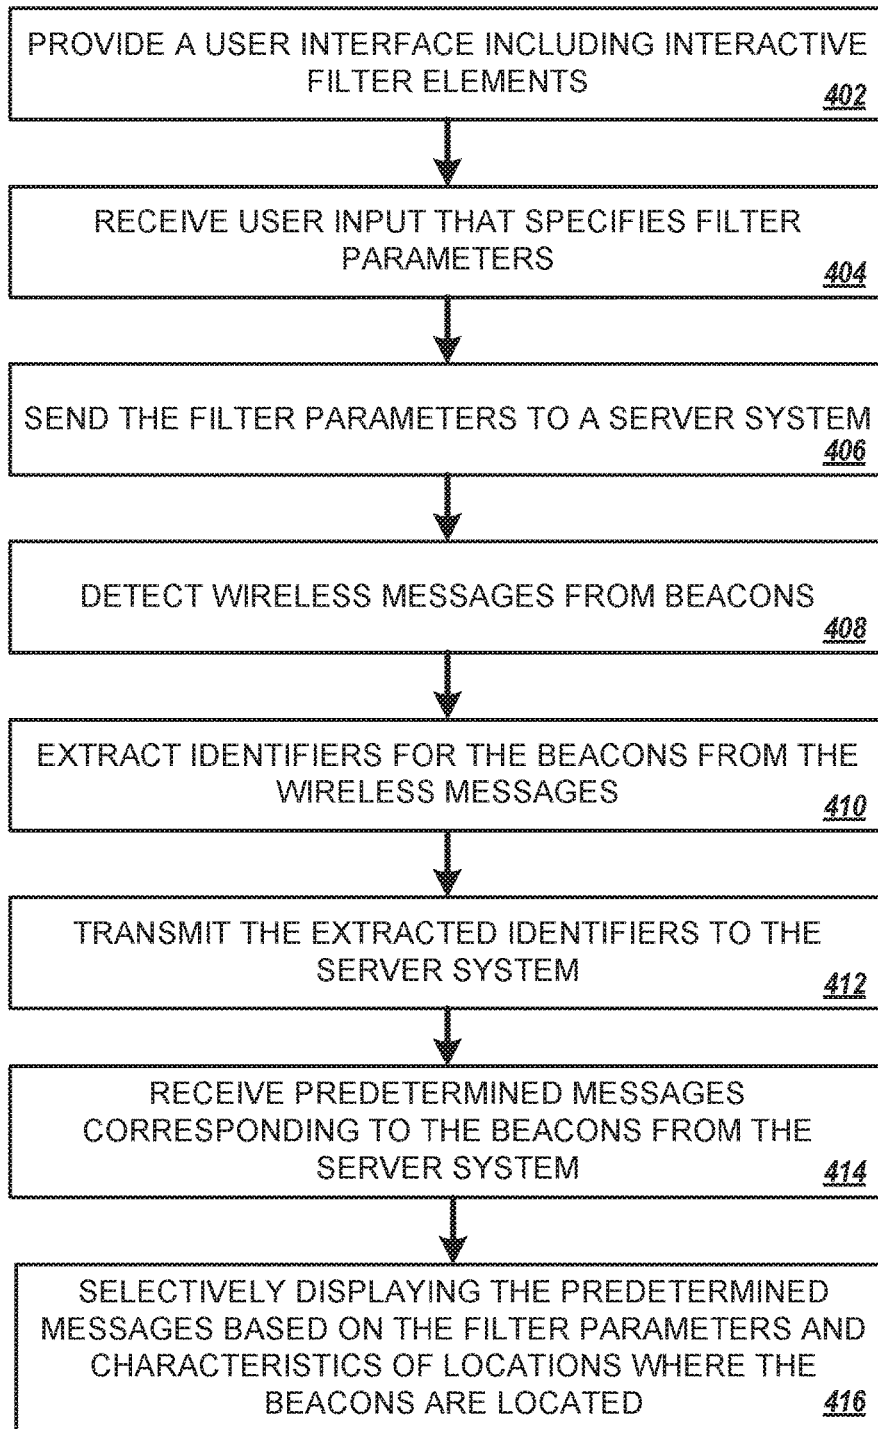 PROVIDE A USER INTERFACE INCLUDING INTERACTIVE
FILTER ELEMENTS
402
RECEIVE USER INPUT THAT SPECIFIES FILTER
PARAMETERS
404
SEND THE FILTER PARAMETERS TO A SERVER SYSTEM
406
DETECT WIRELESS MESSAGES FROM BEACONS
408
EXTRACT IDENTIFIERS FOR THE BEACONS FROM THE
WIRELESS MESSAGES
410
TRANSMIT THE EXTRACTED IDENTIFIERS TO THE
SERVER SYSTEM
412
RECEIVE PREDETERMINED MESSAGES
CORRESPONDING TO THE BEACONS FROM THE
SERVER SYSTEM
414
SELECTIVELY DISPLAYING THE PREDETERMINED
MESSAGES BASED ON THE FILTER PARAMETERS AND
CHARACTERISTICS OF LOCATIONS WHERE THE
BEACONS ARE LOCATED
416